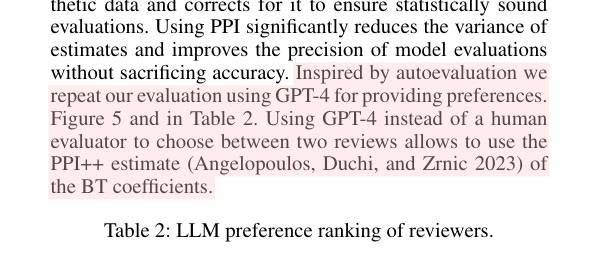 thetic data and corrects for it to ensure statistically sound
evaluations. Using PPI significantly reduces the variance of
estimates and improves the precision of model evaluations
without sacrificing accuracy. Inspired by autoevaluation we
repeat our evaluation using GPT-4 for providing preferences.
Figure 5 and in Table 2. Using GPT-4 instead of a human
evaluator to choose between two reviews allows to use the
PPI++ estimate (Angelopoulos, Duchi, and Zrnic 2023) of
the BT coefficients.
Table 2: LLM preference ranking of reviewers.